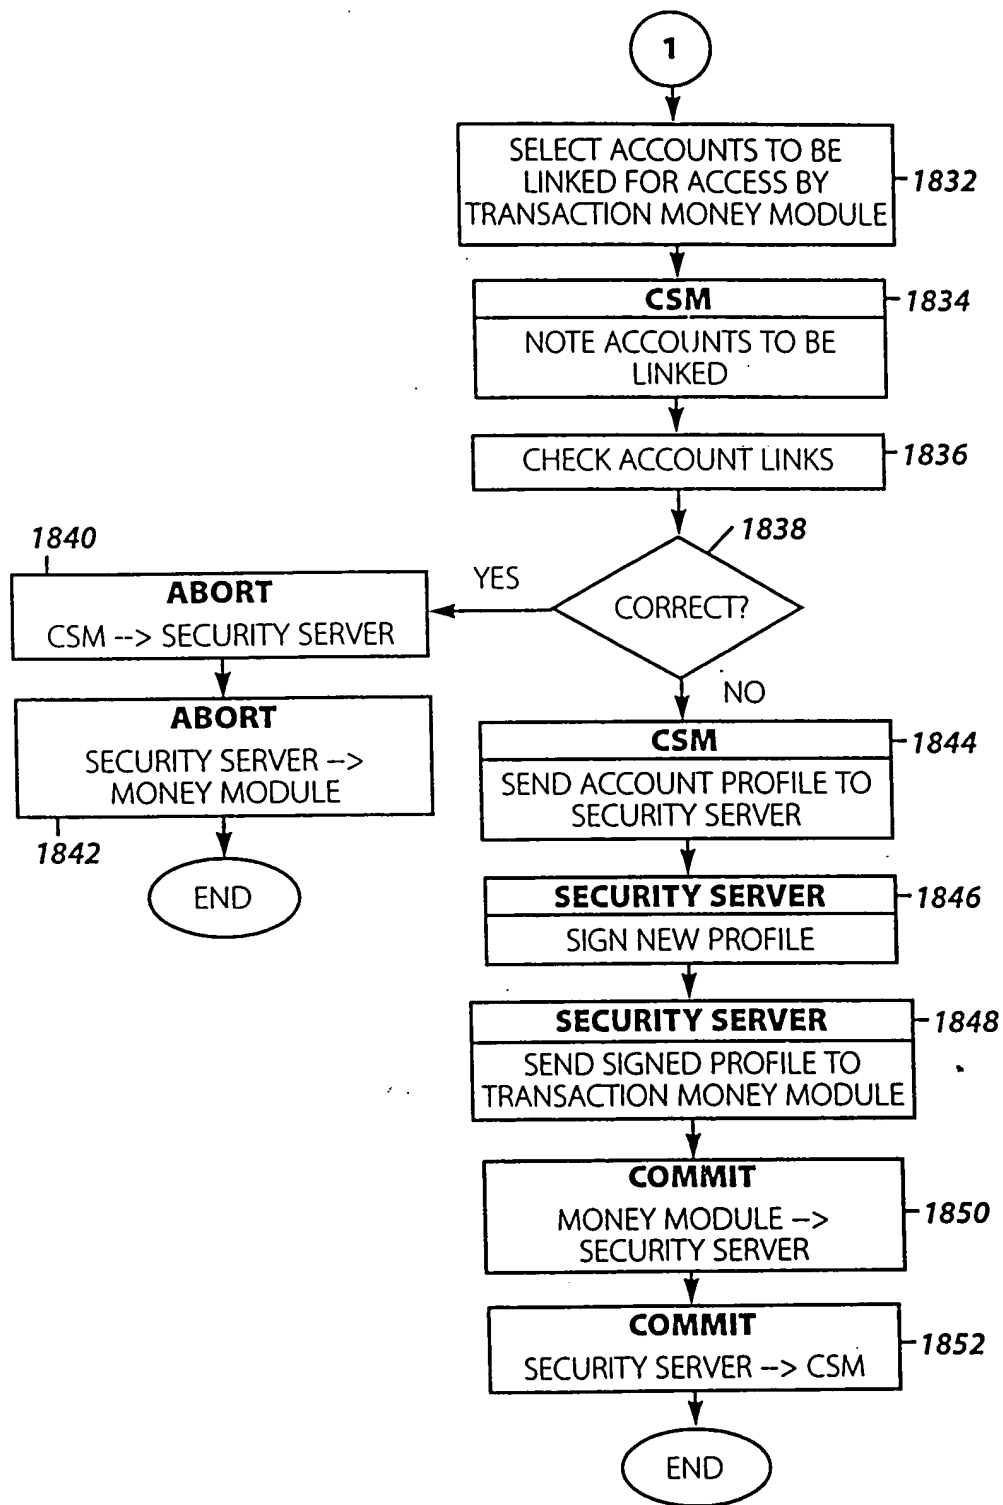 1
SELECT ACCOUNTS TO BE
LINKED FOR ACCESS BY
TRANSACTION MONEY MODULE
1832
CSM
1834
NOTE ACCOUNTS TO BE
LINKED
CHECK ACCOUNT LINKS
1836
1838
CORRECT?
YES
NO
1840
ABORT
CSM --> SECURITY SERVER
ABORT
SECURITY SERVER -->
MONEY MODULE
1842
END
CSM
1844
SEND ACCOUNT PROFILE TO
SECURITY SERVER
SECURITY SERVER
1846
SIGN NEW PROFILE
SECURITY SERVER
1848
SEND SIGNED PROFILE TO
TRANSACTION MONEY MODULE
COMMIT
MONEY MODULE -->
SECURITY SERVER
1850
COMMIT
SECURITY SERVER --> CSM
1852
END